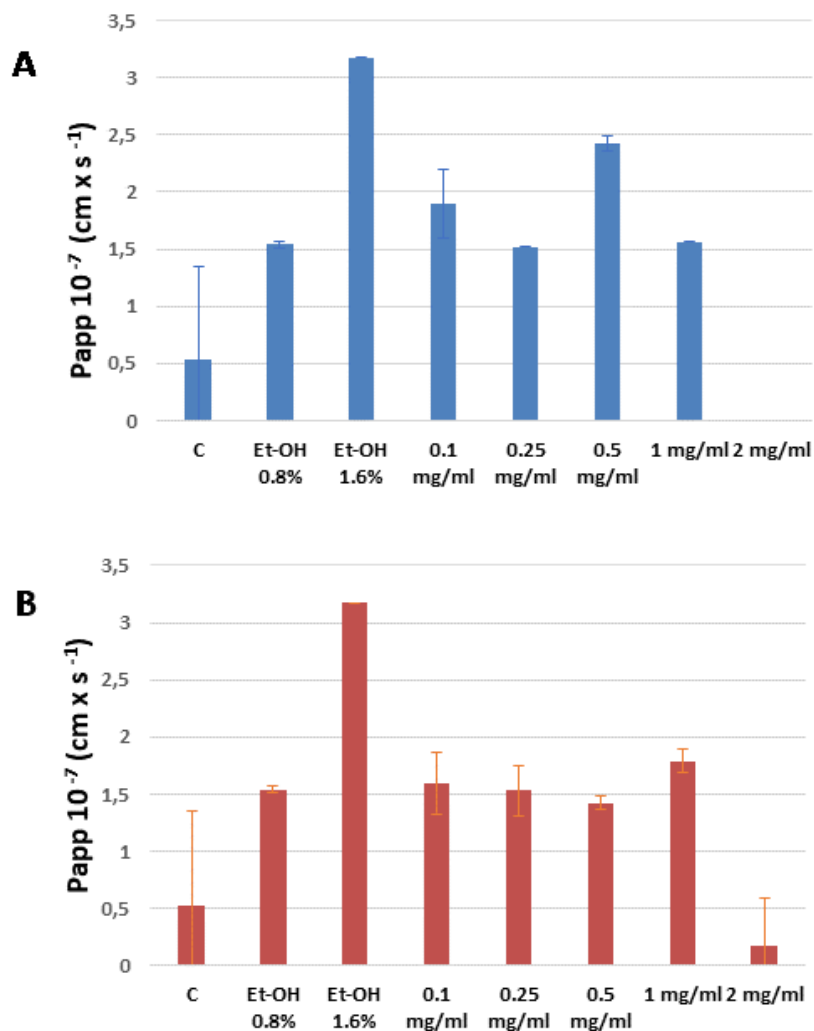 A
Papp 10⁻⁷ (cm x s ⁻¹)
3,5
3
2,5
2
1,5
1
0,5
0
C
Et-OH
0.8%
Et-OH
1.6%
0.1
mg/ml
0.25
mg/ml
0.5
mg/ml
1 mg/ml
2 mg/ml
B
Papp 10⁻⁷ (cm x s ⁻¹)
3,5
3
2,5
2
1,5
1
0,5
0
C
Et-OH
0.8%
Et-OH
1.6%
0.1
mg/ml
0.25
mg/ml
0.5
mg/ml
1 mg/ml
2 mg/ml